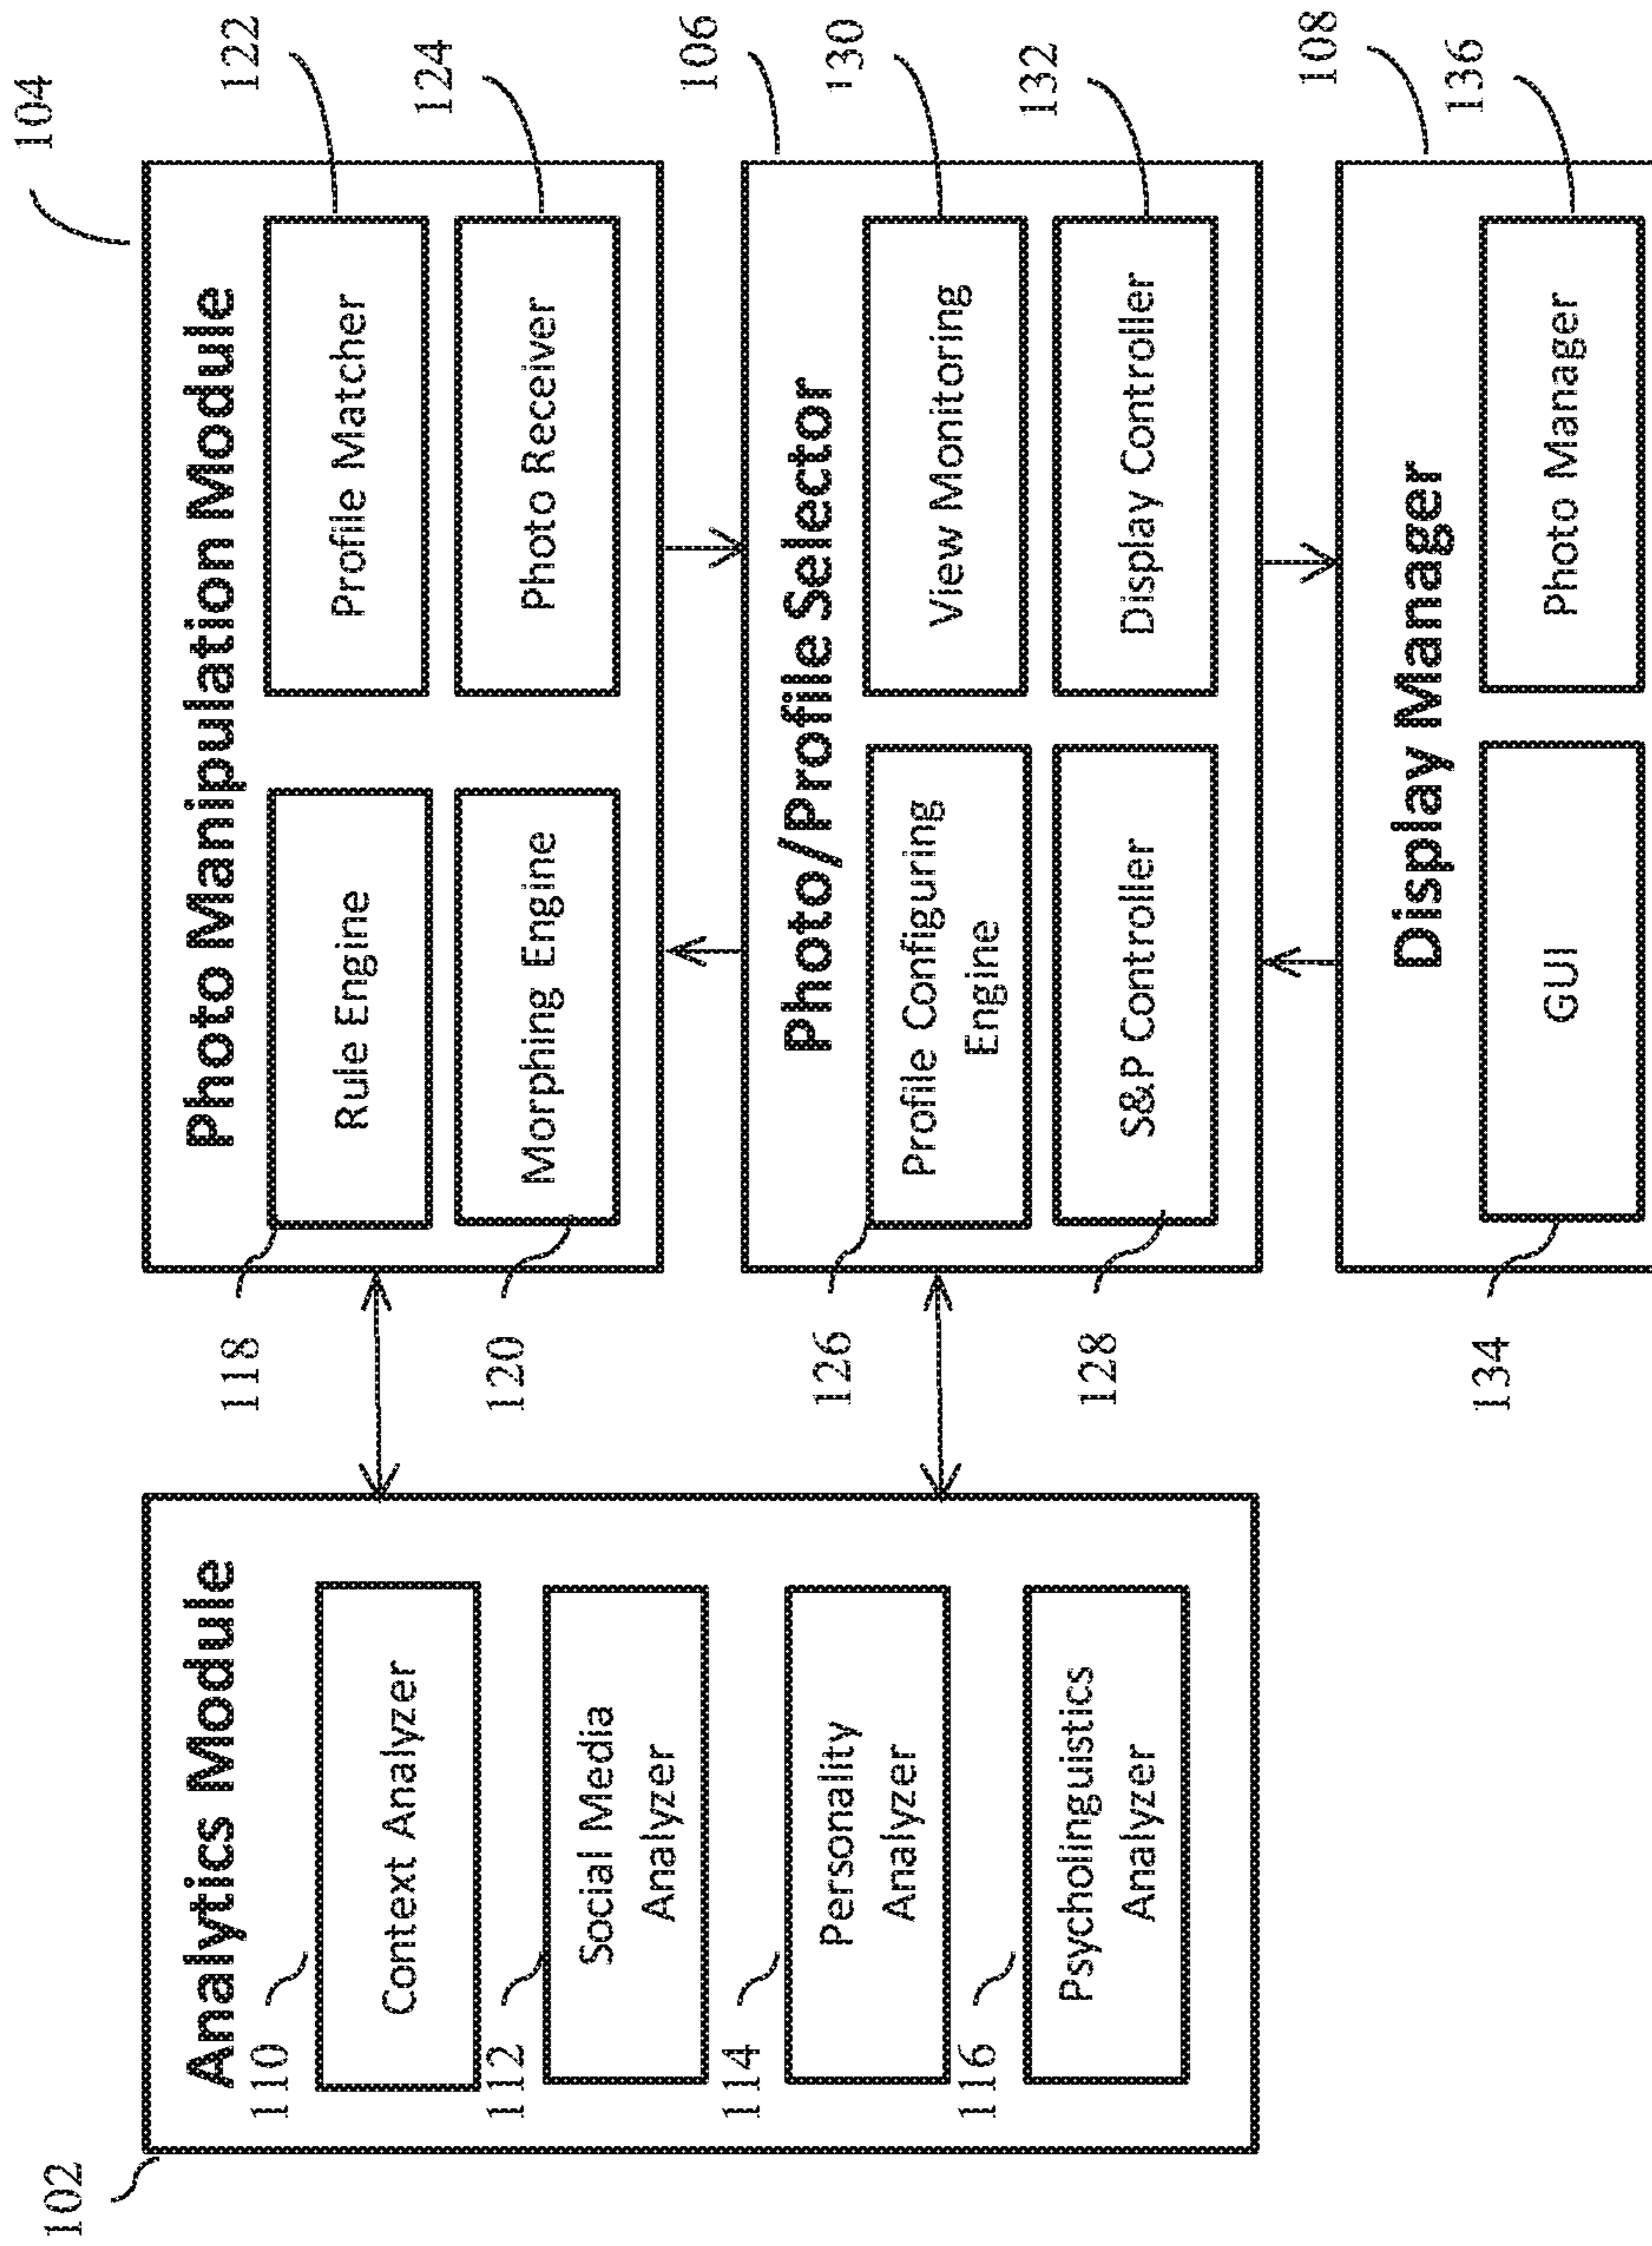 102
Analytics Module
110
Context Analyzer
112
Social Media
Analyzer
114
Personality
Analyzer
116
Psycholinguistics
Analyzer
104
Photo Manipulation Module
118
Rule Engine
122
Profile Matcher
120
Morphing Engine
124
Photo Receiver
106
Photo/Profile Selector
126
Profile Configuring
Engine
130
View Monitoring
128
S&P Controller
132
Display Controller
108
Display Manager
134
GUI
136
Photo Manager